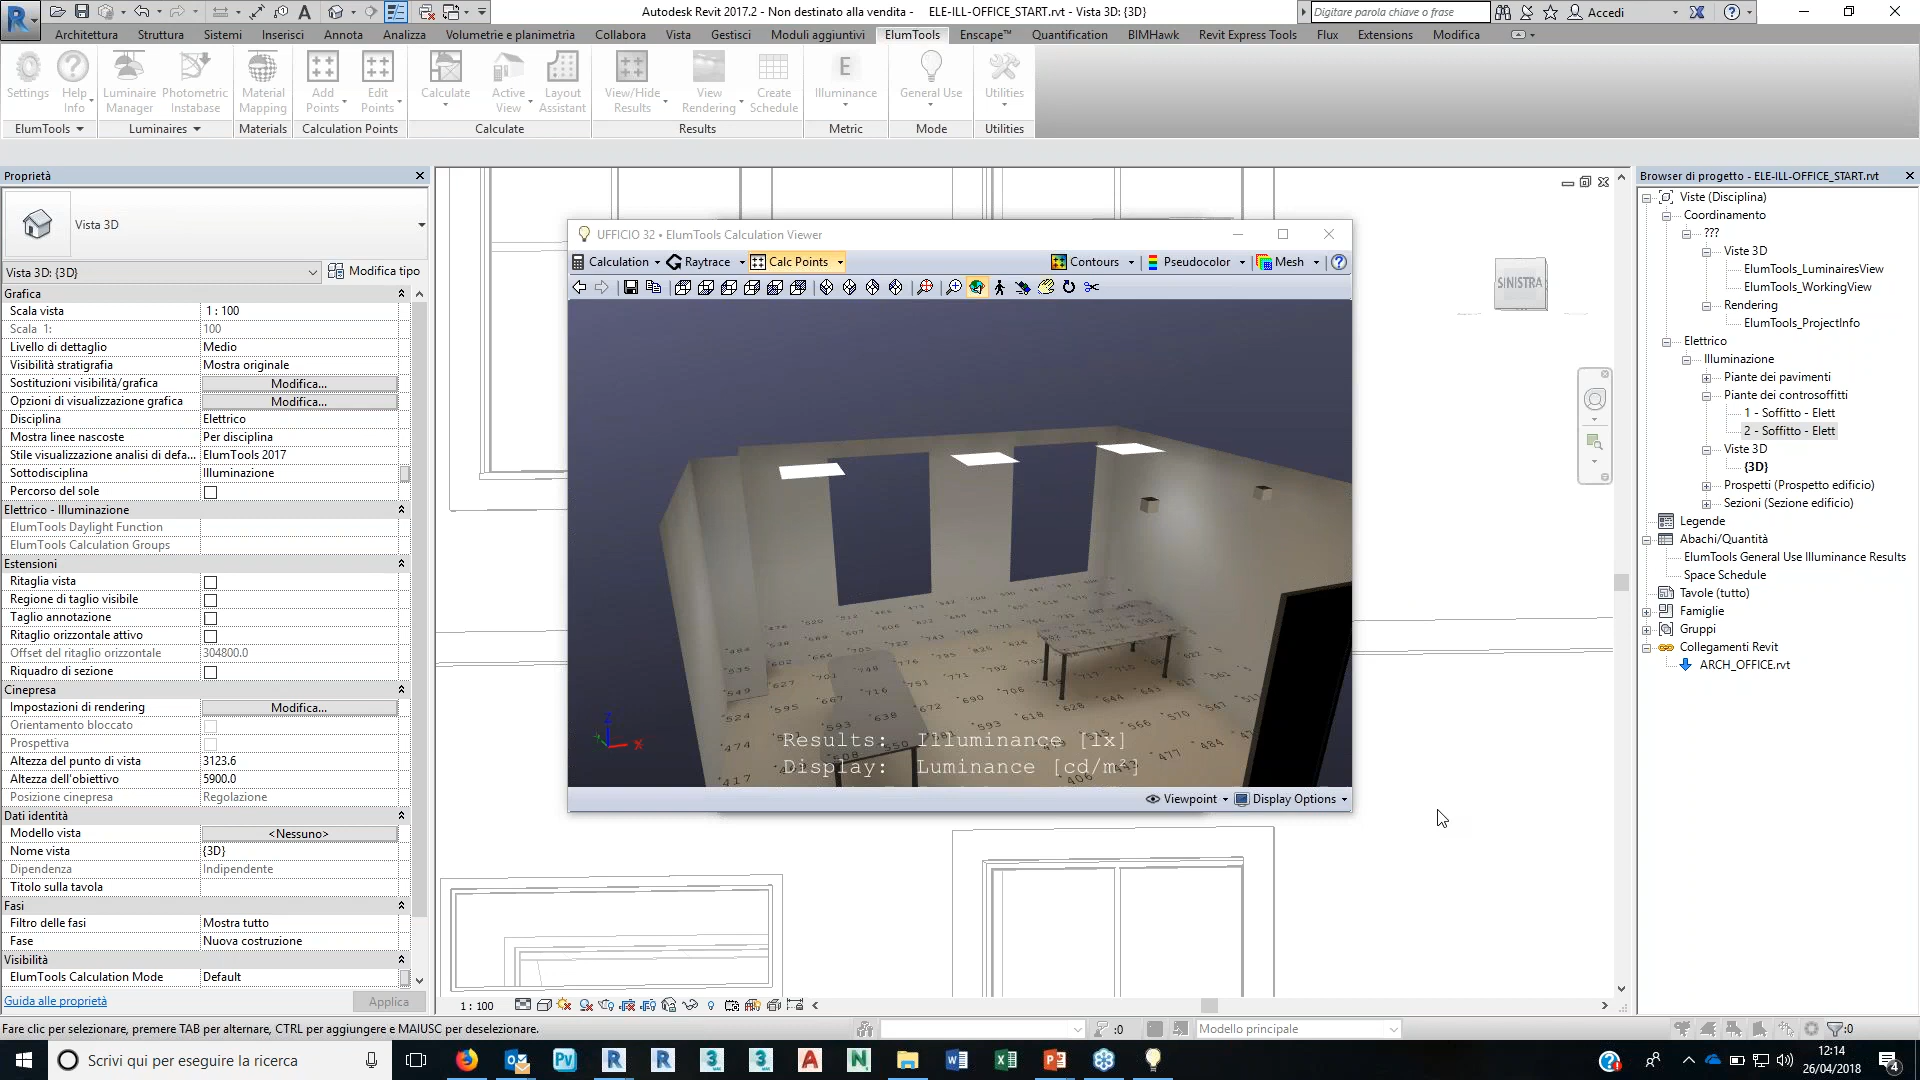 Autodesk Revit 2017.2 - Non destinato alla vendita - ELE-ILL-OFFICE_START.rvt - Vista 3D: {3D}
Digitare parola chiave o frase
Accedi
Architettura Struttura Sistemi Inserisci Annota Analizza Volumetrie e planimetria Collabora Vista Gestisci Moduli aggiuntivi ElumTools Enscape™ Quantification BIMHawk Revit Express Tools Flux Extensions Modifica
Settings
Help Info
Luminaire Manager
Photometric Instabase
Material Mapping
Add Points
Edit Points
Calculate
Active View
Layout Assistant
View/Hide Results
View Rendering
Create Schedule
Illuminance
General Use
Utilities
ElumTools Luminaires Materials Calculation Points Calculate Results Metric Mode Utilities
Proprietà
Vista 3D
Vista 3D: {3D} Modifica tipo
Grafica
Scala vista 1 : 100
Scala 1: 100
Livello di dettaglio Medio
Visibilità stratigrafia Mostra originale
Sostituzioni visibilità/grafica Modifica...
Opzioni di visualizzazione grafica Modifica...
Disciplina Elettrico
Mostra linee nascoste Per disciplina
Stile visualizzazione analisi di defa... ElumTools 2017
Sottodisciplina Illuminazione
Percorso del sole
Elettrico - Illuminazione
ElumTools Daylight Function
ElumTools Calculation Groups
Estensioni
Ritaglia vista
Regione di taglio visibile
Taglio annotazione
Ritaglio orizzontale attivo
Offset del ritaglio orizzontale 304800.0
Riquadro di sezione
Cinepresa
Impostazioni di rendering Modifica...
Orientamento bloccato
Prospettiva
Altezza del punto di vista 3123.6
Altezza dell'obiettivo 5900.0
Posizione cinepresa Regolazione
Dati identità
Modello vista <Nessuno>
Nome vista {3D}
Dipendenza Indipendente
Titolo sulla tavola
Fasi
Filtro delle fasi Mostra tutto
Fase Nuova costruzione
Visibilità
ElumTools Calculation Mode Default
Guida alle proprietà Applica
UFFICIO 32 • ElumTools Calculation Viewer
Calculation Raytrace Calc Points Contours Pseudocolor Mesh
Results: Illuminance [lx]
Display: Luminance [cd/m²]
Z
X
Viewpoint Display Options
SINISTRA
1 : 100
Browser di progetto - ELE-ILL-OFFICE_START.rvt
Viste (Disciplina)
Coordinamento
???
Viste 3D
ElumTools_LuminairesView
ElumTools_WorkingView
Rendering
ElumTools_ProjectInfo
Elettrico
Illuminazione
Piante dei pavimenti
Piante dei controsoffitti
1 - Soffitto - Elett
2 - Soffitto - Elett
Viste 3D
{3D}
Prospetti (Prospetto edificio)
Sezioni (Sezione edificio)
Legende
Abachi/Quantità
ElumTools General Use Illuminance Results
Space Schedule
Tavole (tutto)
Famiglie
Gruppi
Collegamenti Revit
ARCH_OFFICE.rvt
Fare clic per selezionare, premere TAB per alternare, CTRL per aggiungere e MAIUSC per deselezionare.
:0
Modello principale
:0
Scrivi qui per eseguire la ricerca
12:14
26/04/2018
4